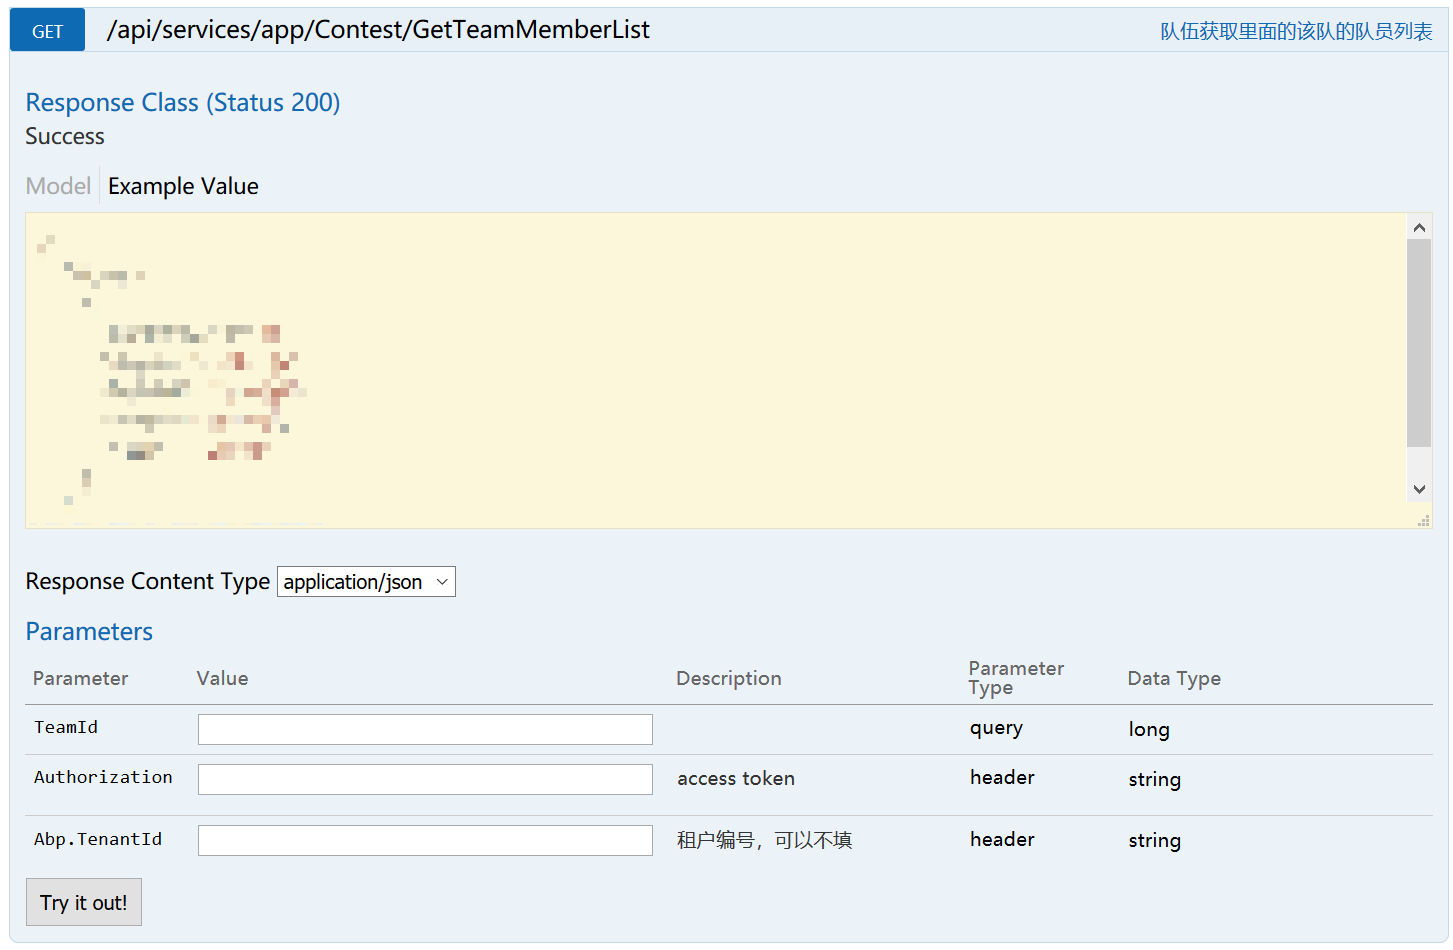 GET /api/services/app/Contest/GetTeamMemberList 队伍获取里面的该队的队员列表
Response Class (Status 200)
Success
Model Example Value
Response Content Type application/json
Parameters
Parameter Value Description Parameter Type Data Type
TeamId query long
Authorization access token header string
Abp.TenantId 租户编号，可以不填 header string
Try it out!